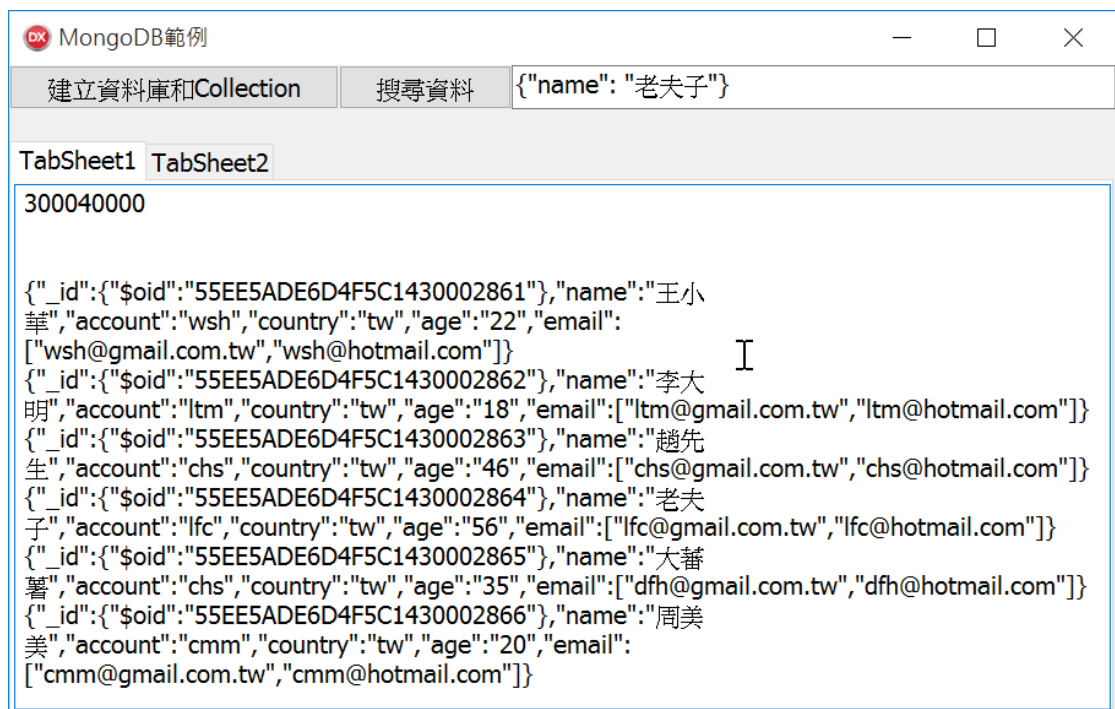 MongoDB範例
建立資料庫和Collection 搜尋資料 {"name": "老夫子"}
TabSheet1 TabSheet2
300040000
{"_id":{"$oid":"55EE5ADE6D4F5C1430002861"},"name":"王小
華","account":"wsh","country":"tw","age":"22","email":
["wsh@gmail.com.tw","wsh@hotmail.com"]}
{"_id":{"$oid":"55EE5ADE6D4F5C1430002862"},"name":"李大
明","account":"ltm","country":"tw","age":"18","email":["ltm@gmail.com.tw","ltm@hotmail.com"]}
{"_id":{"$oid":"55EE5ADE6D4F5C1430002863"},"name":"趙先
生","account":"chs","country":"tw","age":"46","email":["chs@gmail.com.tw","chs@hotmail.com"]}
{"_id":{"$oid":"55EE5ADE6D4F5C1430002864"},"name":"老夫
子","account":"lfc","country":"tw","age":"56","email":["lfc@gmail.com.tw","lfc@hotmail.com"]}
{"_id":{"$oid":"55EE5ADE6D4F5C1430002865"},"name":"大蕃
薯","account":"chs","country":"tw","age":"35","email":["dfh@gmail.com.tw","dfh@hotmail.com"]}
{"_id":{"$oid":"55EE5ADE6D4F5C1430002866"},"name":"周美
美","account":"cmm","country":"tw","age":"20","email":
["cmm@gmail.com.tw","cmm@hotmail.com"]}